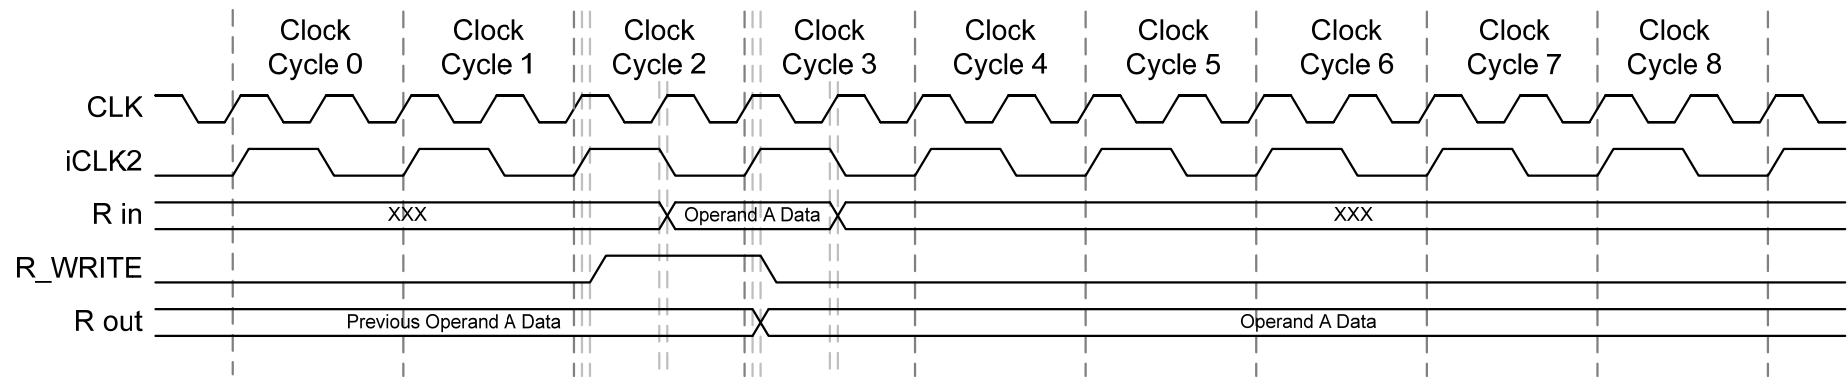 Clock Cycle 0
Clock Cycle 1
Clock Cycle 2
Clock Cycle 3
Clock Cycle 4
Clock Cycle 5
Clock Cycle 6
Clock Cycle 7
Clock Cycle 8
CLK
iCLK2
R in
XXX
Operand A Data
XXX
R_WRITE
R out
Previous Operand A Data
Operand A Data